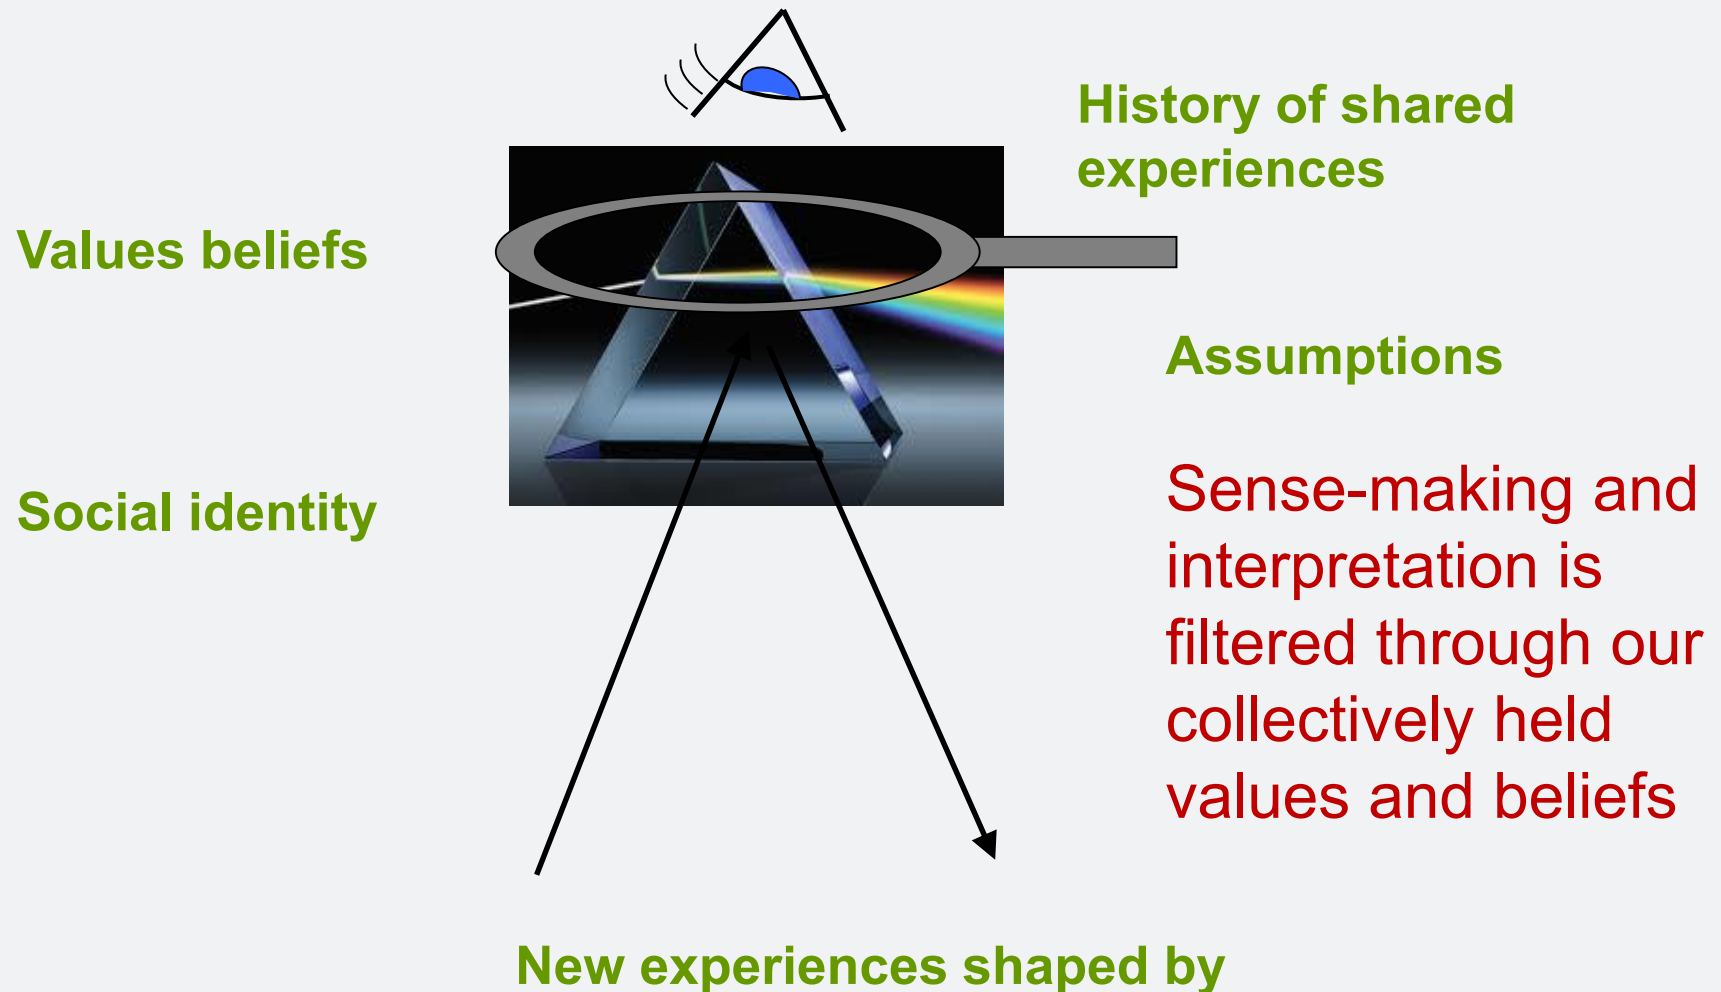 History of shared
experiences
Values beliefs
Assumptions
Sense-making and
interpretation is
filtered through our
collectively held
values and beliefs
Social identity
New experiences shaped by